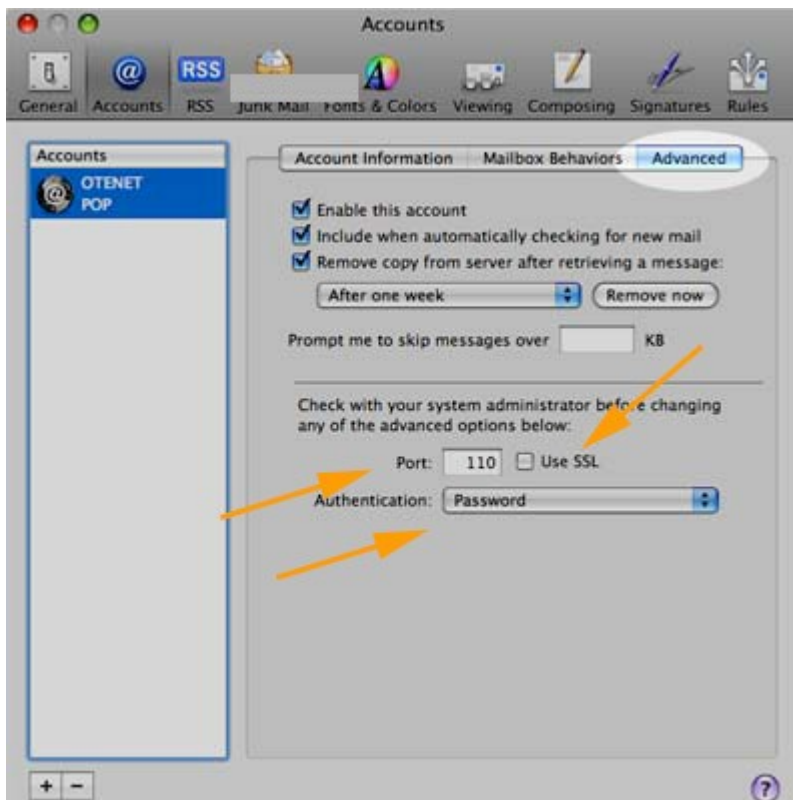 Accounts
RSS
General Accounts RSS Junk Mail Fonts & Colors Viewing Composing Signatures Rules
Accounts
OTENET
POP
Account Information Mailbox Behaviors Advanced
Enable this account
Include when automatically checking for new mail
Remove copy from server after retrieving a message:
After one week Remove now
Prompt me to skip messages over KB
Check with your system administrator before changing
any of the advanced options below:
Port: 110 Use SSL
Authentication: Password